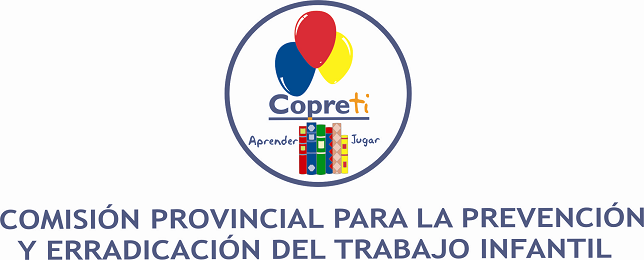 Copreti
Aprender Jugar
COMISIÓN PROVINCIAL PARA LA PREVENCIÓN
Y ERRADICACIÓN DEL TRABAJO INFANTIL